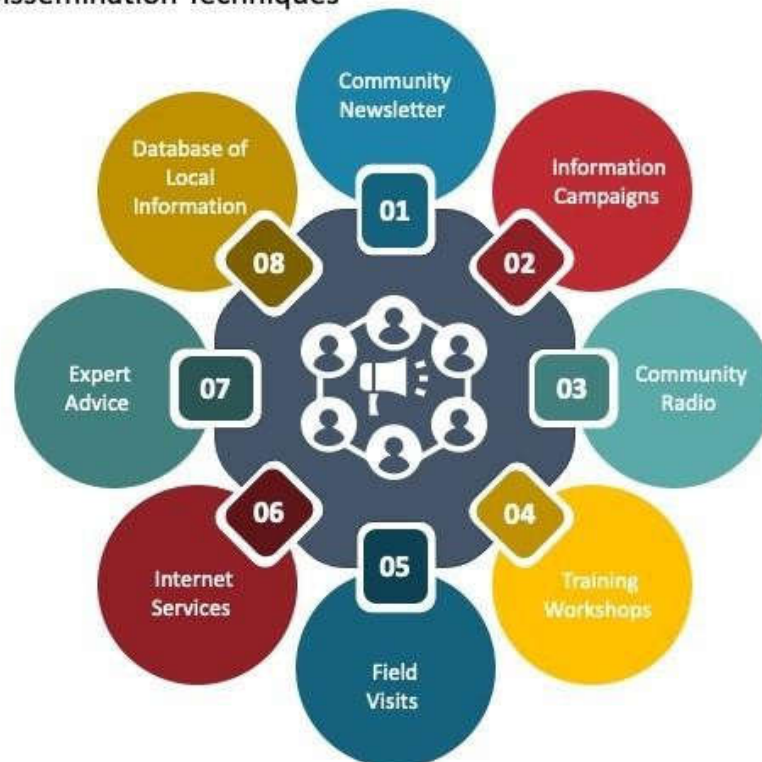 Techniques
01
Community
Newsletter
02
Information
Campaigns
03
Community
Radio
04
Training
Workshops
05
Field
Visits
06
Internet
Services
07
Expert
Advice
08
Database of
Local
Information